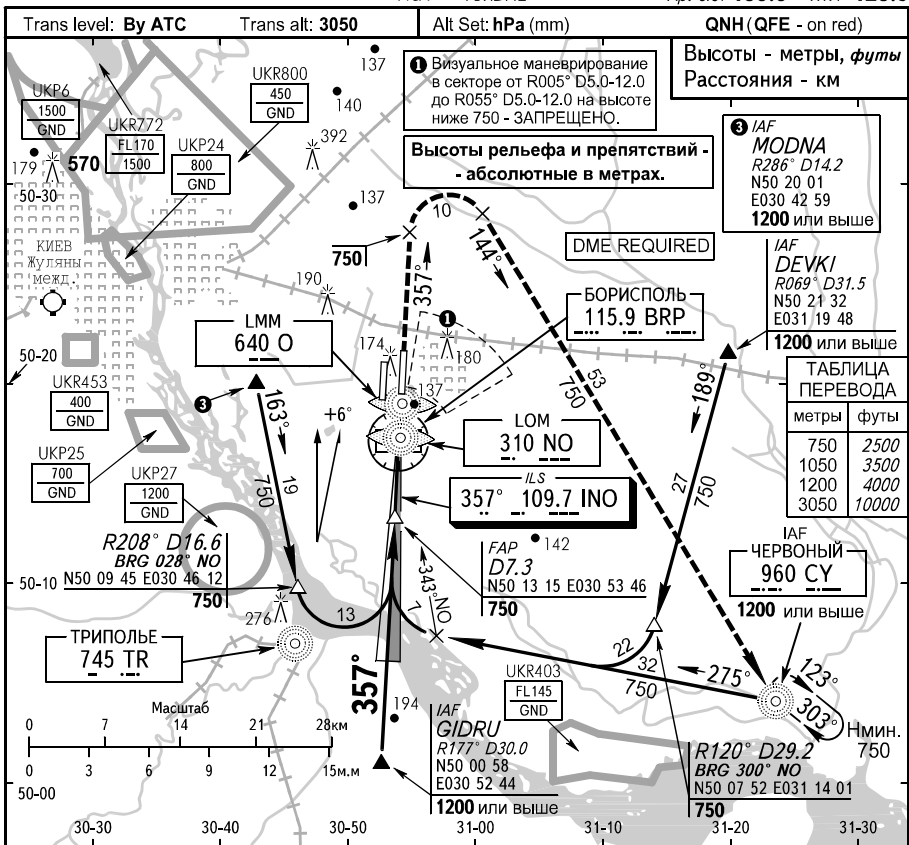 Trans level: By ATC
Trans alt: 3050
Alt Set: hPa (mm)
QNH (QFE - on red)
Высоты - метры, футы
Расстояния - км
❶ Визуальное маневрирование
в секторе от R005° D5.0-12.0
до R055° D5.0-12.0 на высоте
ниже 750 - ЗАПРЕЩЕНО.
Высоты рельефа и препятствий -
- абсолютные в метрах.
DME REQUIRED
UKP6
1500
GND
UKR772
FL170
1500
UKR800
450
GND
UKP24
800
GND
137
140
392
179
570
137
190
50-30
КИЕВ
Жуляны
межд.
50-20
UKR453
400
GND
UKP25
700
GND
UKP27
1200
GND
❸ IAF
MODNA
R286° D14.2
N50 20 01
E030 42 59
1200 или выше
IAF
DEVKI
R069° D31.5
N50 21 32
E031 19 48
1200 или выше
ТАБЛИЦА
ПЕРЕВОДА
метры футы
750 2500
1050 3500
1200 4000
3050 10000
10
750
357°
144°
53
750
БОРИСПОЛЬ
115.9 BRP
LMM
640 O
174
❶
180
137
❸
163°
19
750
+6°
LOM
310 NO
ILS
357° 109.7 INO
189°
27
750
142
FAP
D7.3
N50 13 15 E030 53 46
750
IAF
ЧЕРВОНЫЙ
960 CY
1200 или выше
R208° D16.6
BRG 028° NO
N50 09 45 E030 46 12
750
50-10
276
13
343° NO
7
22
32
750
275°
123°
303°
Hмин.
750
ТРИПОЛЬЕ
745 TR
357°
194
UKR403
FL145
GND
IAF
GIDRU
R177° D30.0
N50 00 58
E030 52 44
1200 или выше
R120° D29.2
BRG 300° NO
N50 07 52 E031 14 01
750
Масштаб
0 7 14 21 28км
0 3 6 9 12 15м.м
50-00
30-30 30-40 30-50 31-00 31-10 31-20 31-30